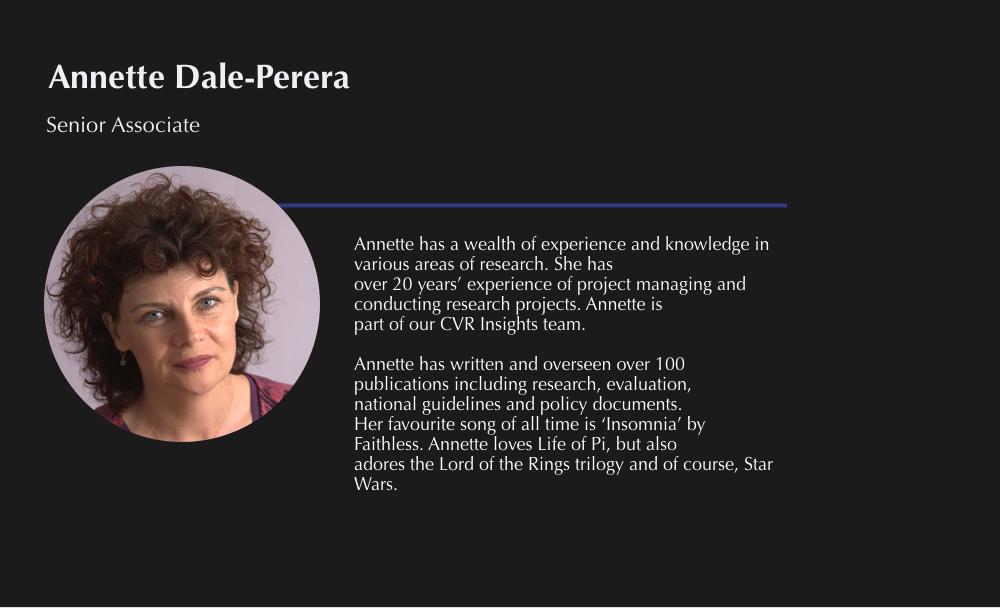 Annette Dale-Perera
Senior Associate
Annette has a wealth of experience and knowledge in
various areas of research. She has
over 20 years’ experience of project managing and
conducting research projects. Annette is
part of our CVR Insights team.
Annette has written and overseen over 100
publications including research, evaluation,
national guidelines and policy documents.
Her favourite song of all time is ‘Insomnia’ by
Faithless. Annette loves Life of Pi, but also
adores the Lord of the Rings trilogy and of course, Star
Wars.